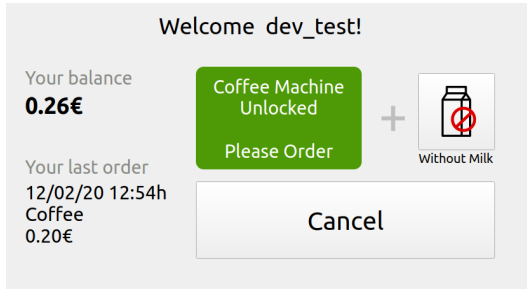 Welcome dev_test!
Your balance
0.26€
Your last order
12/02/20 12:54h
Coffee
0.20€
Coffee Machine
Unlocked
Please Order
+
Without Milk
Cancel